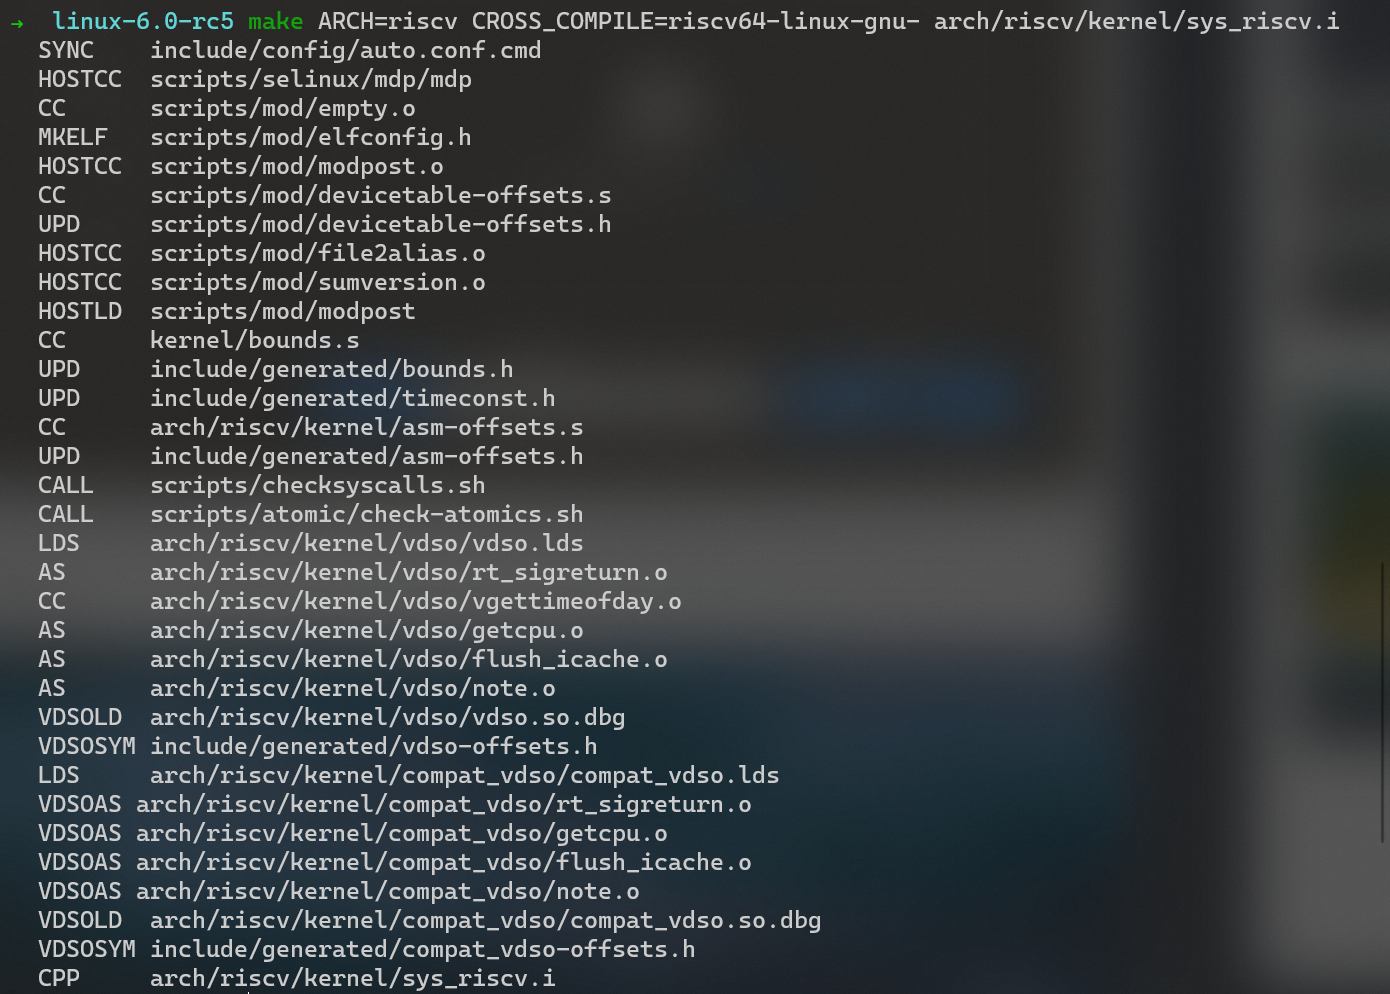 → linux-6.0-rc5 make ARCH=riscv CROSS_COMPILE=riscv64-linux-gnu- arch/riscv/kernel/sys_riscv.i
SYNC    include/config/auto.conf.cmd
HOSTCC  scripts/selinux/mdp/mdp
CC      scripts/mod/empty.o
MKELF   scripts/mod/elfconfig.h
HOSTCC  scripts/mod/modpost.o
CC      scripts/mod/devicetable-offsets.s
UPD     scripts/mod/devicetable-offsets.h
HOSTCC  scripts/mod/file2alias.o
HOSTCC  scripts/mod/sumversion.o
HOSTLD  scripts/mod/modpost
CC      kernel/bounds.s
UPD     include/generated/bounds.h
UPD     include/generated/timeconst.h
CC      arch/riscv/kernel/asm-offsets.s
UPD     include/generated/asm-offsets.h
CALL    scripts/checksyscalls.sh
CALL    scripts/atomic/check-atomics.sh
LDS     arch/riscv/kernel/vdso/vdso.lds
AS      arch/riscv/kernel/vdso/rt_sigreturn.o
CC      arch/riscv/kernel/vdso/vgettimeofday.o
AS      arch/riscv/kernel/vdso/getcpu.o
AS      arch/riscv/kernel/vdso/flush_icache.o
AS      arch/riscv/kernel/vdso/note.o
VDSOLD  arch/riscv/kernel/vdso/vdso.so.dbg
VDSOSYM include/generated/vdso-offsets.h
LDS     arch/riscv/kernel/compat_vdso/compat_vdso.lds
VDSOAS arch/riscv/kernel/compat_vdso/rt_sigreturn.o
VDSOAS arch/riscv/kernel/compat_vdso/getcpu.o
VDSOAS arch/riscv/kernel/compat_vdso/flush_icache.o
VDSOAS arch/riscv/kernel/compat_vdso/note.o
VDSOLD  arch/riscv/kernel/compat_vdso/compat_vdso.so.dbg
VDSOSYM include/generated/compat_vdso-offsets.h
CPP     arch/riscv/kernel/sys_riscv.i